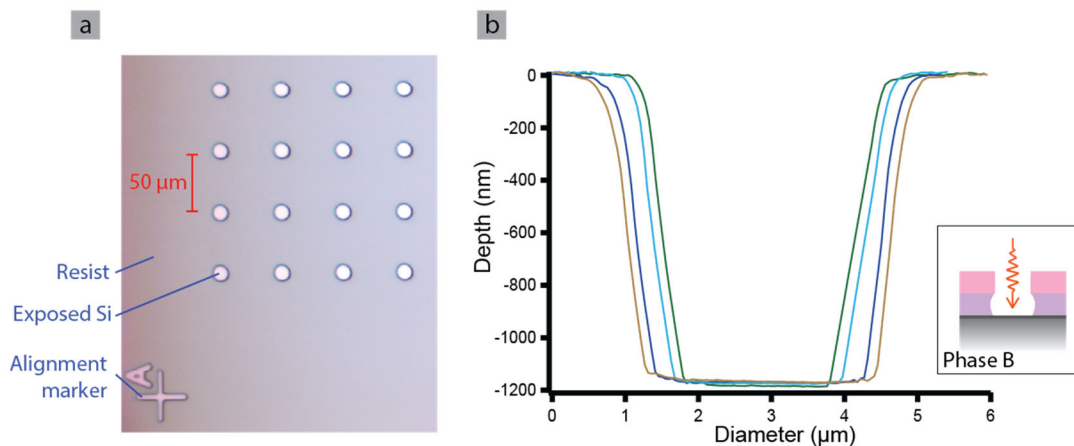 a
50 μm
Resist
Exposed Si
Alignment
marker
A
b
0
-200
-400
-600
-800
-1000
-1200
Depth (nm)
0 1 2 3 4 5 6
Diameter (μm)
Phase B